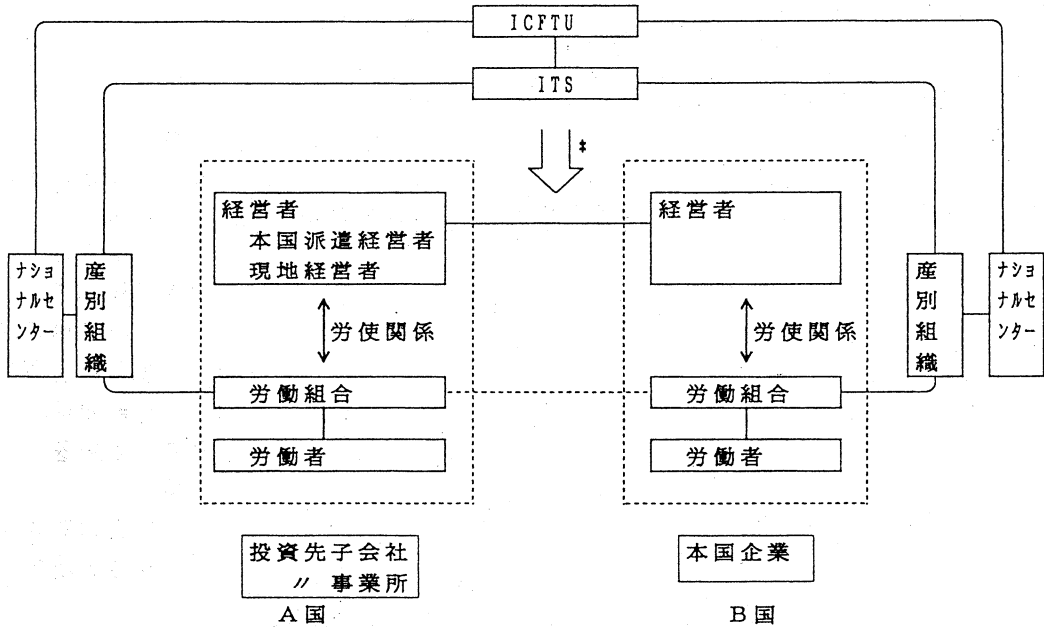 ICFTU
ITS
‡
経営者
本国派遣経営者
現地経営者
経営者
ナショ
ナルセ
ンター
産
別
組
織
労使関係
労使関係
産
別
組
織
ナショ
ナルセ
ンター
労働組合
労働組合
労働者
労働者
投資先子会社
〃 事業所
本国企業
A国
B国